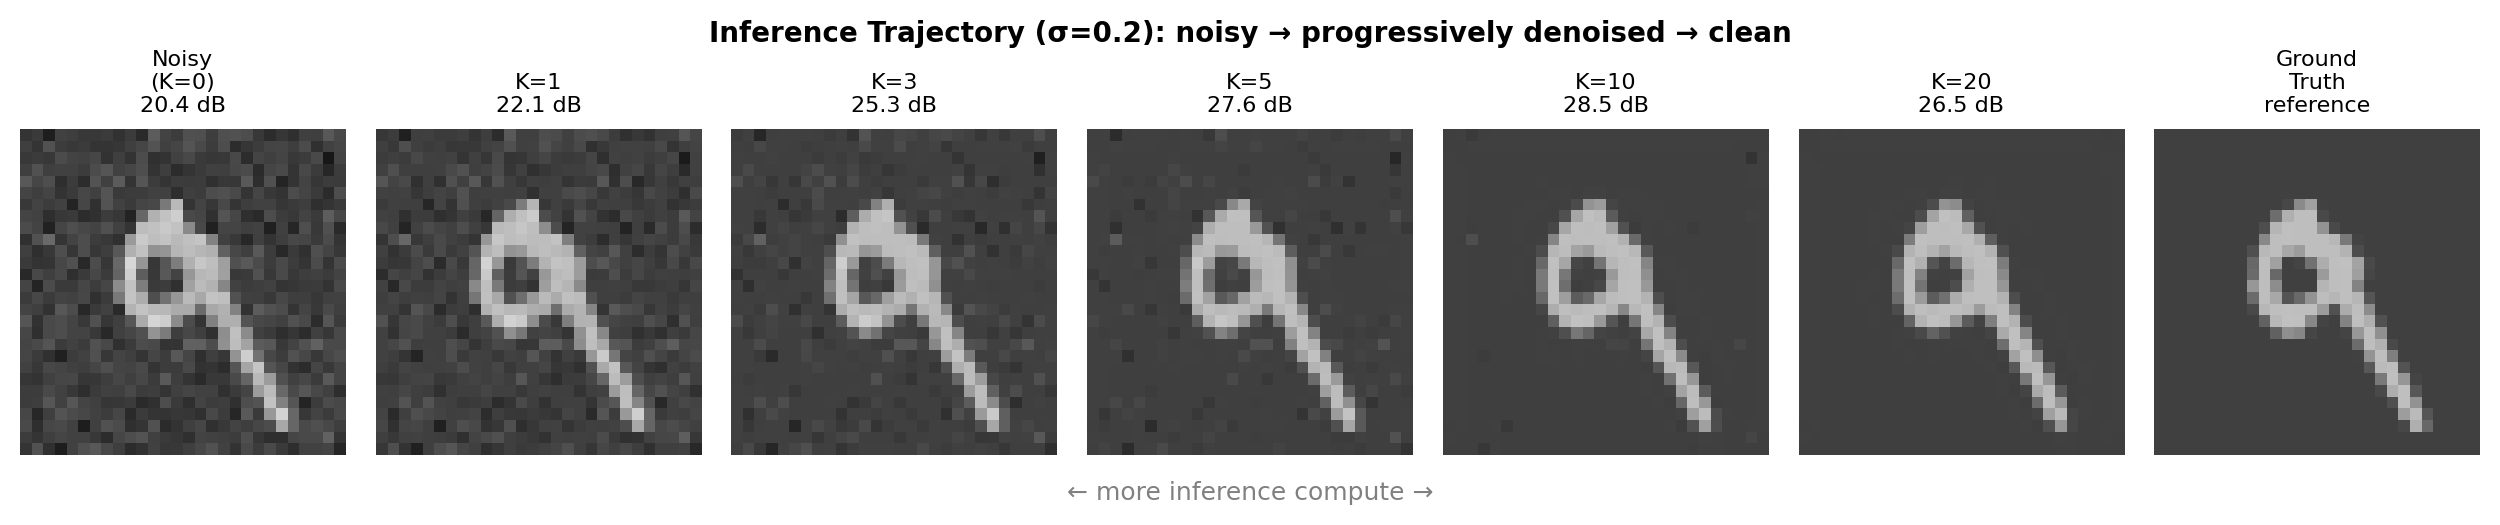 Inference Trajectory (σ=0.2): noisy → progressively denoised → clean
Noisy
(K=0)
20.4 dB
K=1
22.1 dB
K=3
25.3 dB
K=5
27.6 dB
K=10
28.5 dB
K=20
26.5 dB
Ground
Truth
reference
← more inference compute →